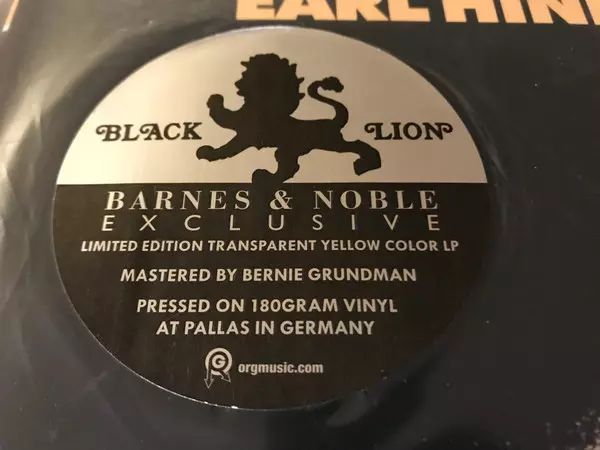 EARL
BLACK LION
BARNES & NOBLE
EXCLUSIVE
LIMITED EDITION TRANSPARENT YELLOW COLOR LP
MASTERED BY BERNIE GRUNDMAN
PRESSED ON 180GRAM VINYL
AT PALLAS IN GERMANY
G orgmusic.com